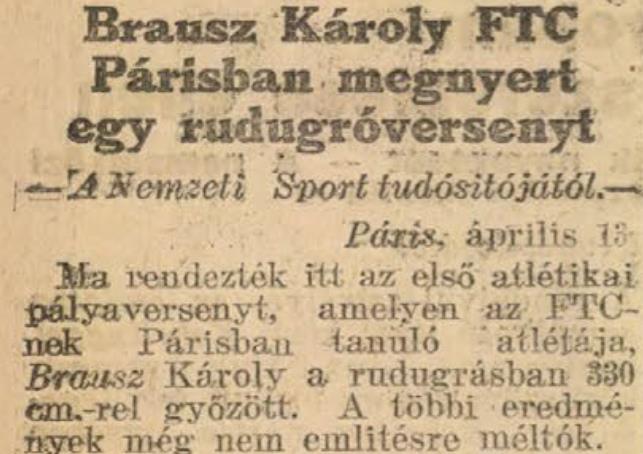 Brausz Károly FTC
Párisban megnyert
egy rudugróversenyt
— A Nemzeti Sport tudósitójától. —
Páris, április 13
Ma rendezték itt az első atlétikai
pályaversenyt, amelyen az FTC-
nek Párisban tanuló atlétája,
Brausz Károly a rudugrásban 330
cm.-rel győzött. A többi eredmé-
nyek még nem emlitésre méltók.